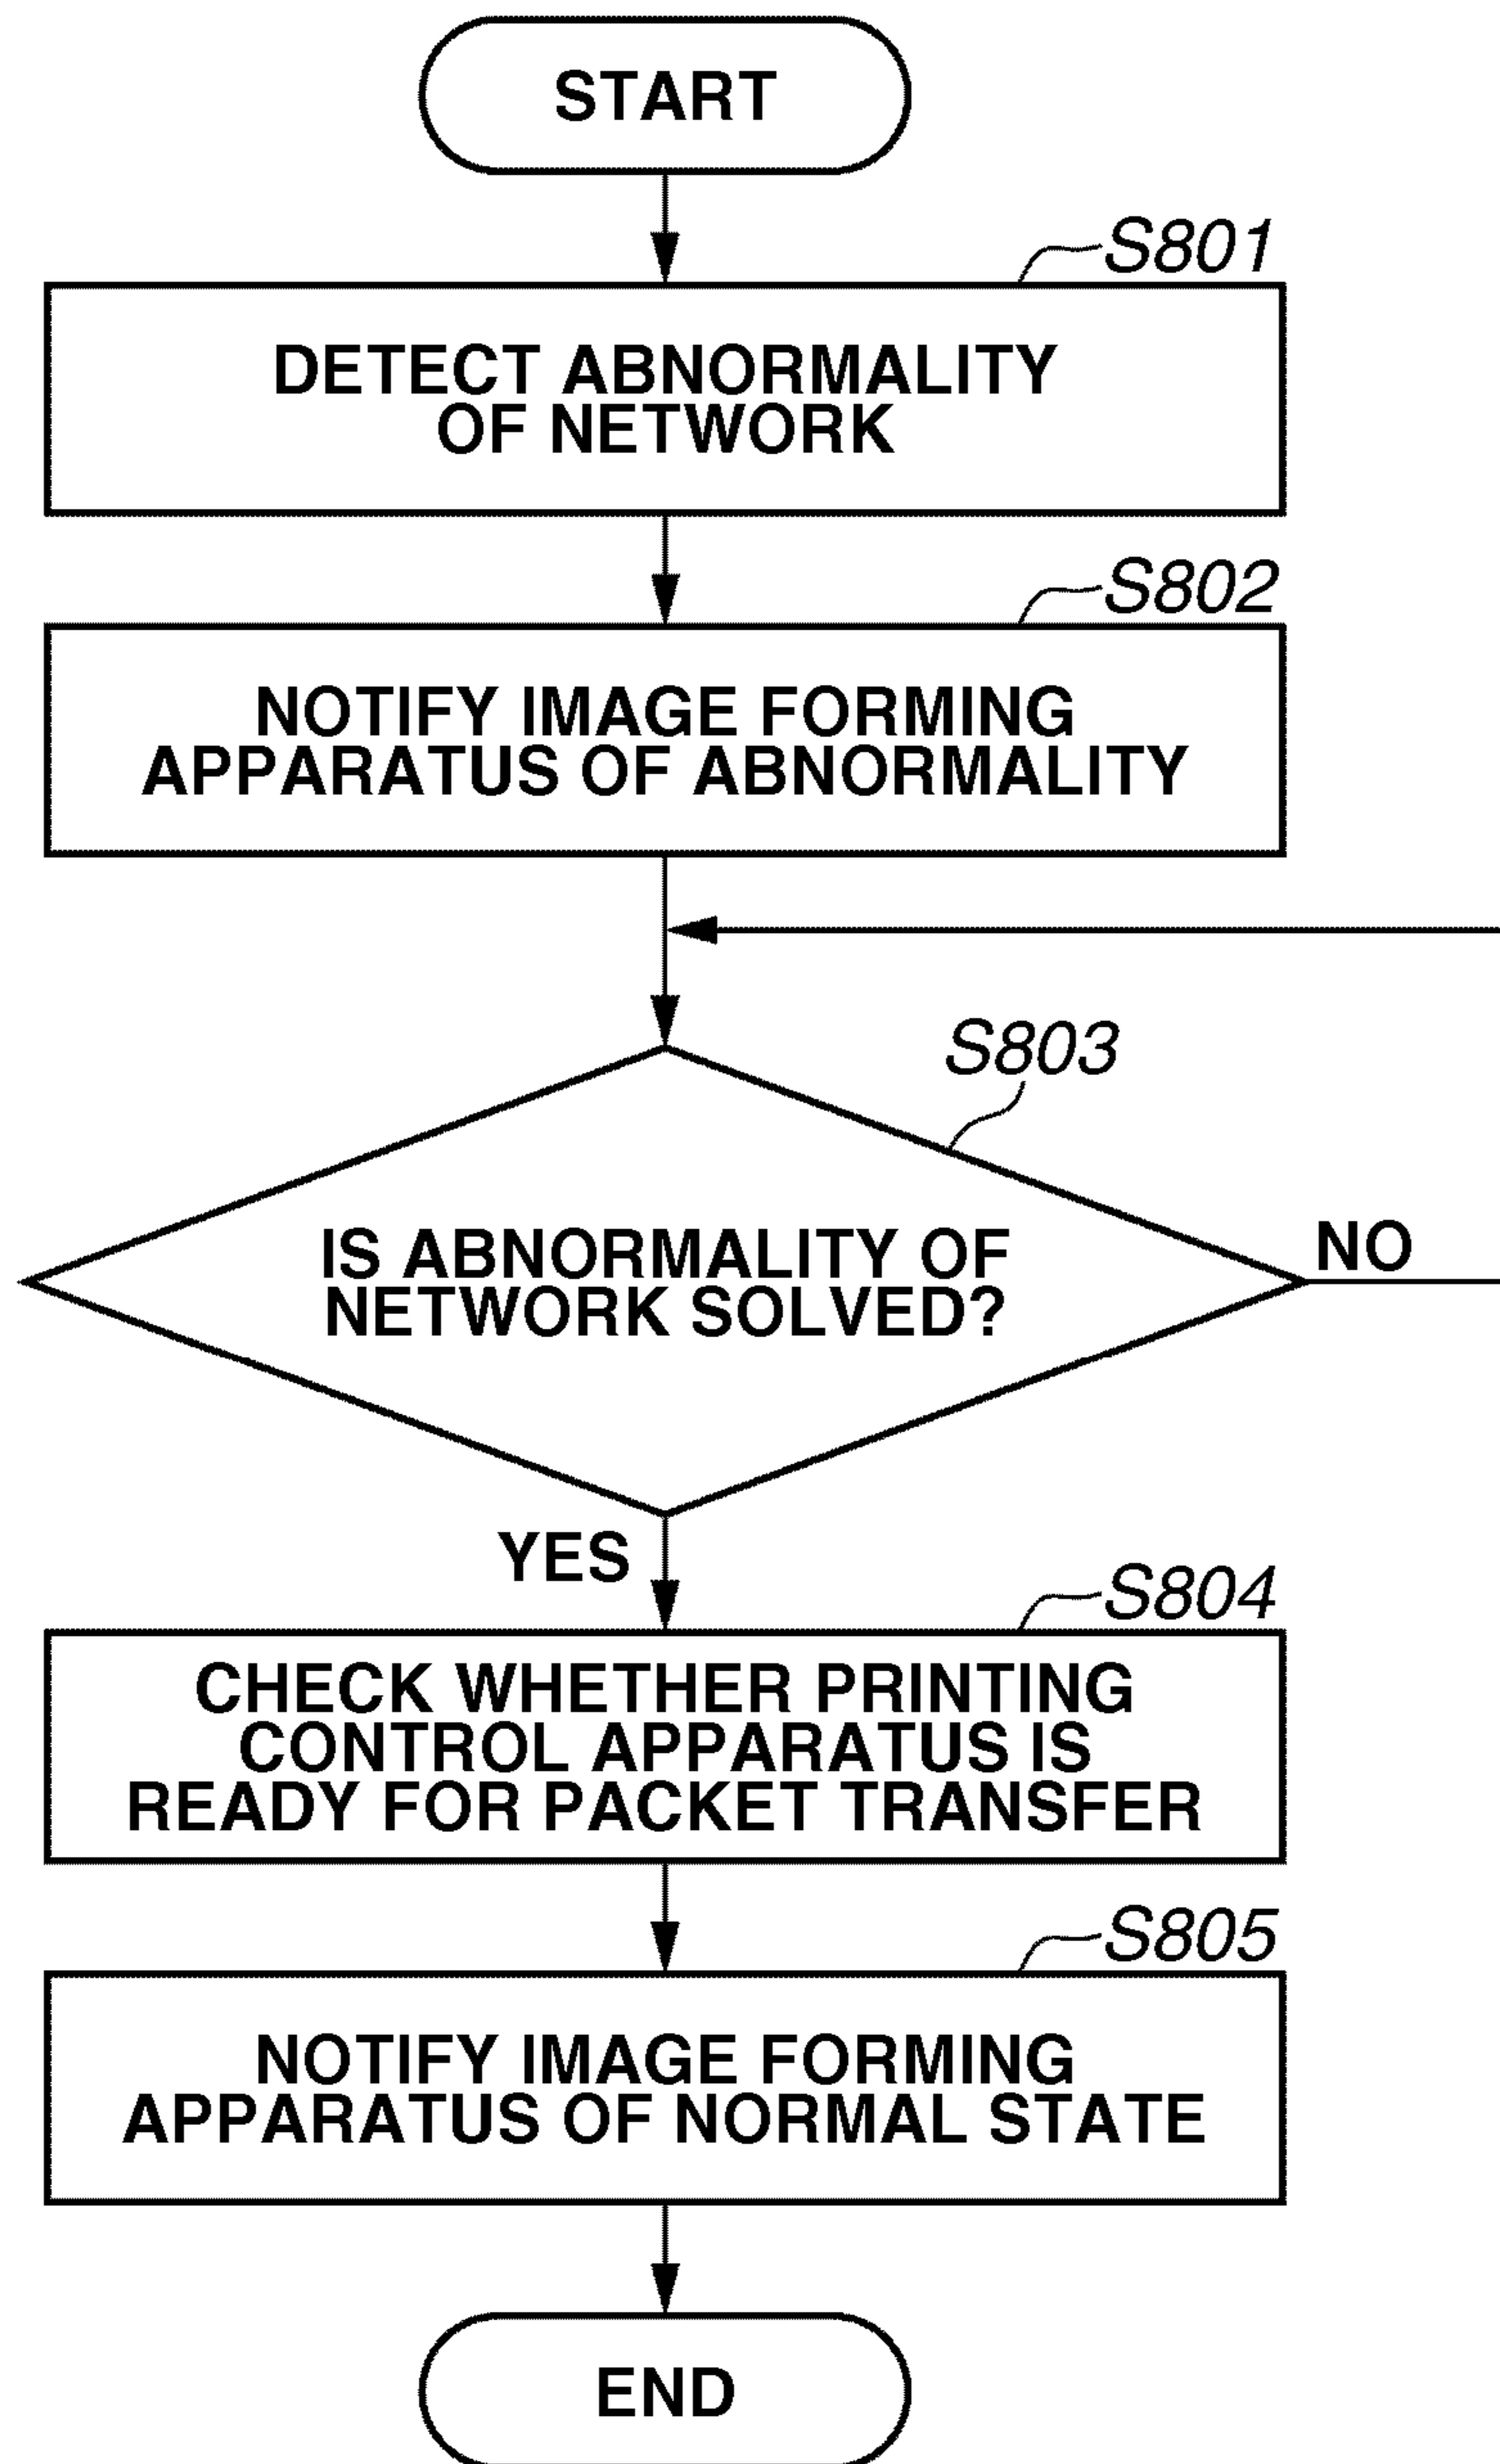 START
S801
DETECT ABNORMALITY
OF NETWORK
S802
NOTIFY IMAGE FORMING
APPARATUS OF ABNORMALITY
S803
IS ABNORMALITY OF
NETWORK SOLVED?
NO
YES
S804
CHECK WHETHER PRINTING
CONTROL APPARATUS IS
READY FOR PACKET TRANSFER
S805
NOTIFY IMAGE FORMING
APPARATUS OF NORMAL STATE
END